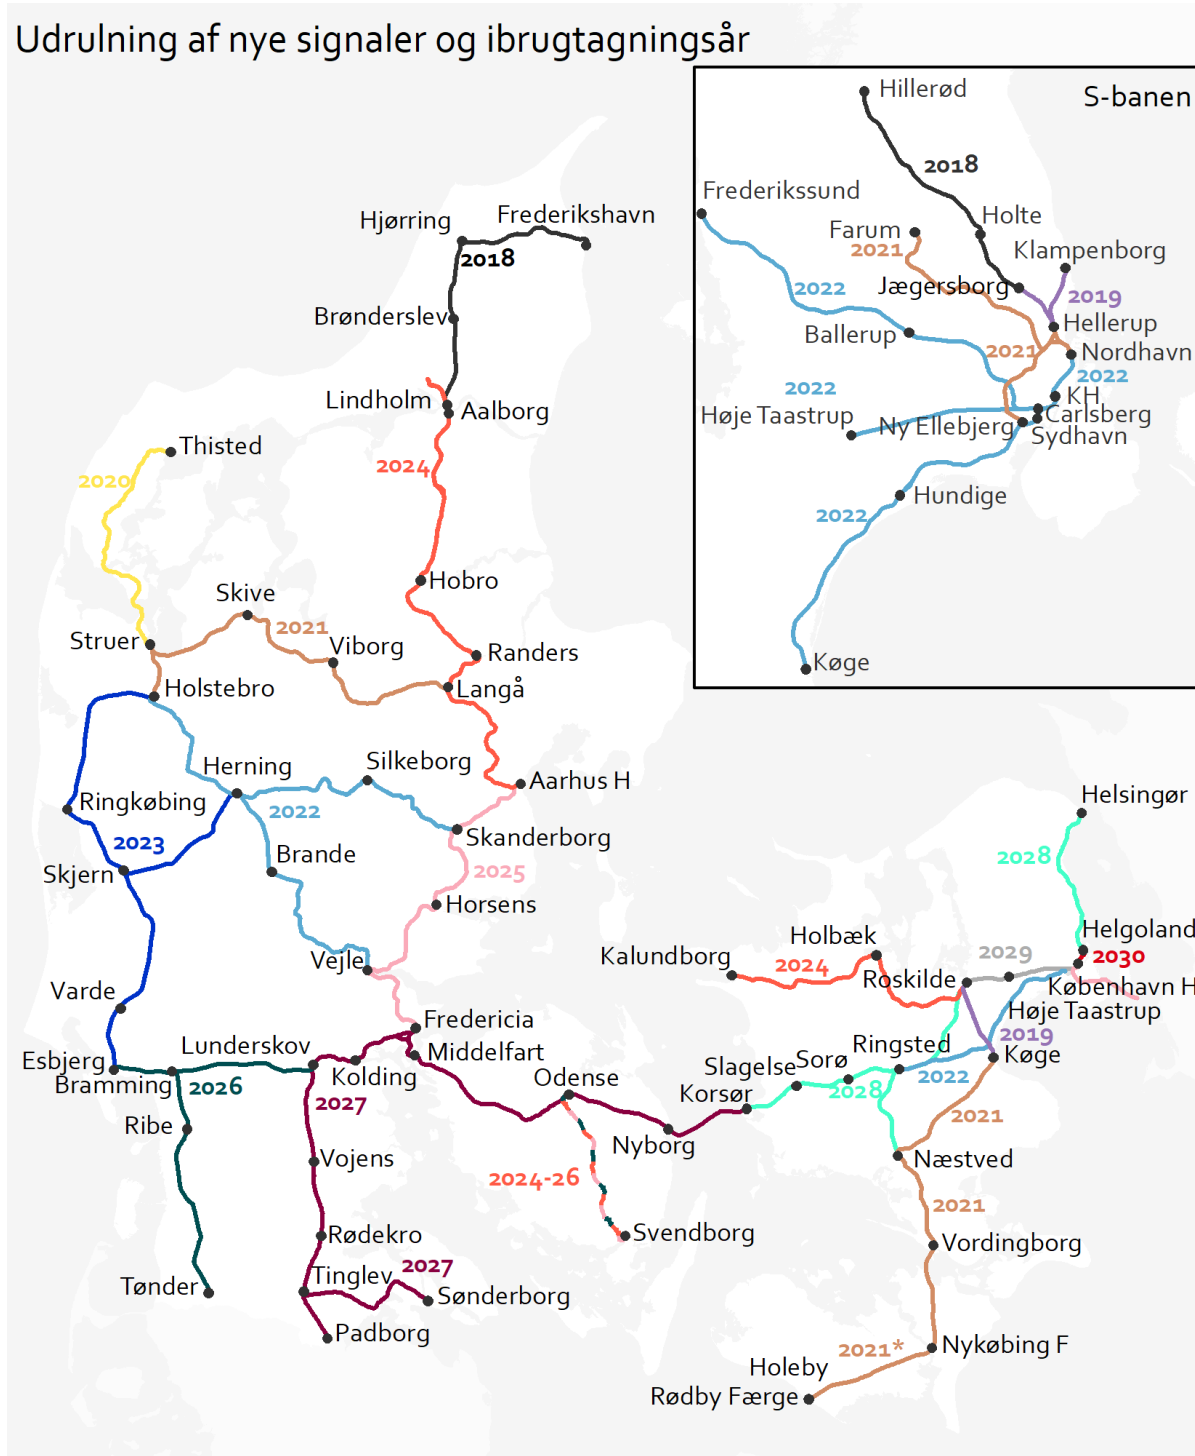 Udrulning af nye signaler og ibrugtagningsår
S-banen
Hillerød
2018
Frederikssund
Holte
Farum
2021
Klampenborg
Jægersborg
2022
2019
Hellerup
Ballerup
2021
Nordhavn
2022
2022
KH
Høje Taastrup
Carlsberg
Ny Ellebjerg
Sydhavn
Hundige
2022
Køge
Hjørring
Frederikshavn
2018
Brønderslev
Lindholm
Aalborg
Thisted
2024
2020
Hobro
Skive
2021
Struer
Viborg
Randers
Langå
Holstebro
Herning
Silkeborg
Aarhus H
Ringkøbing
2022
2023
Skanderborg
Brande
Skjern
2025
Horsens
Vejle
Varde
Fredericia
Lunderskov
Middelfart
Esbjerg
Bramming
2026
Kolding
2027
Odense
Ribe
Nyborg
Vojens
2024-26
Rødekro
Svendborg
Tønder
Tinglev
2027
Sønderborg
Padborg
Helsingør
2028
Helgoland
Holbæk
Kalundborg
2024
2029
2030
Roskilde
København H
Høje Taastrup
2019
Ringsted
Køge
Slagelse
Sorø
2022
Korsør
2028
2021
Næstved
2021
Vordingborg
2021*
Nykøbing F
Holeby
Rødby Færge